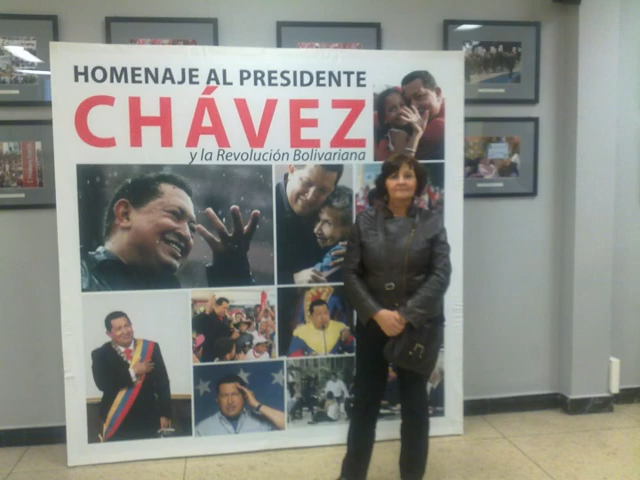 HOMENAJE AL PRESIDENTE
CHÁVEZ
y la Revolución Bolivariana